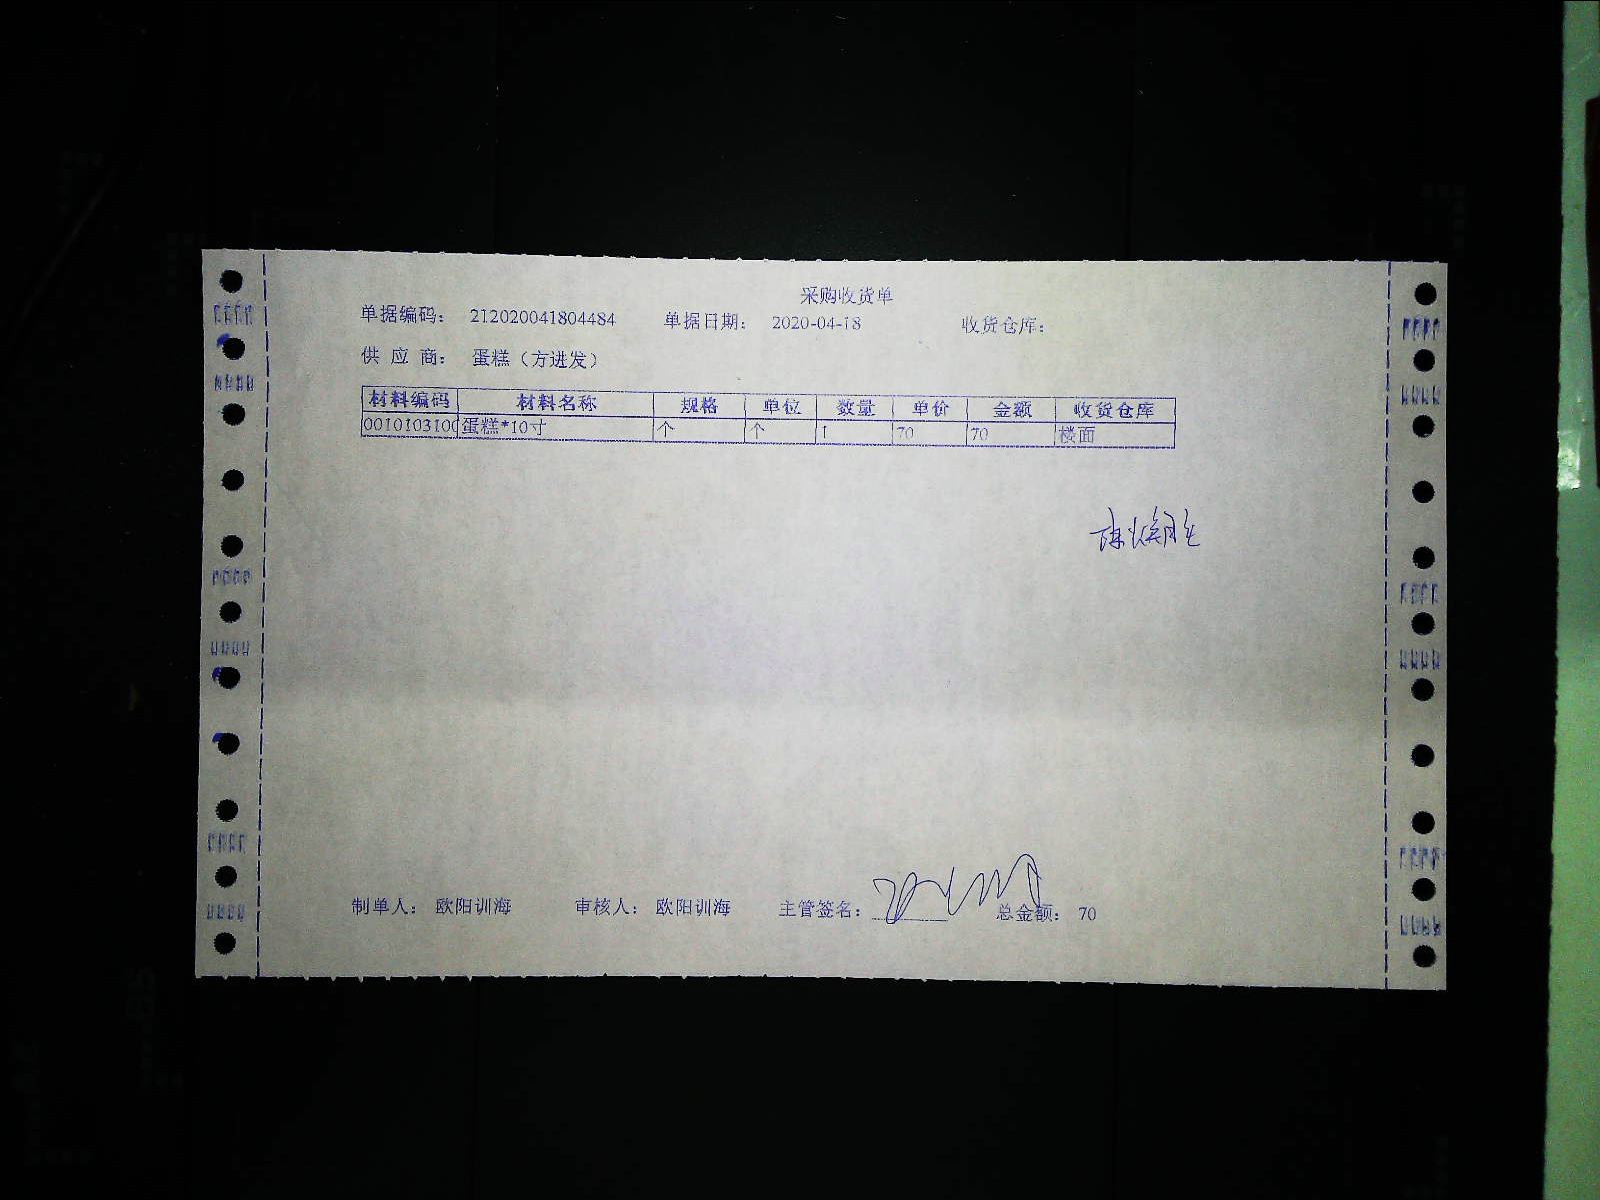 采购收货单
单据编码: 212020041804484 单据日期: 2020-04-18 收货仓库:
供 应 商: 蛋糕（方进发）
材料编码 材料名称 规格 单位 数量 单价 金额 收货仓库
0010103100 蛋糕*10寸 个 个 1 70 70 楼面
制单人: 欧阳训海 审核人: 欧阳训海 主管签名: 总金额: 70